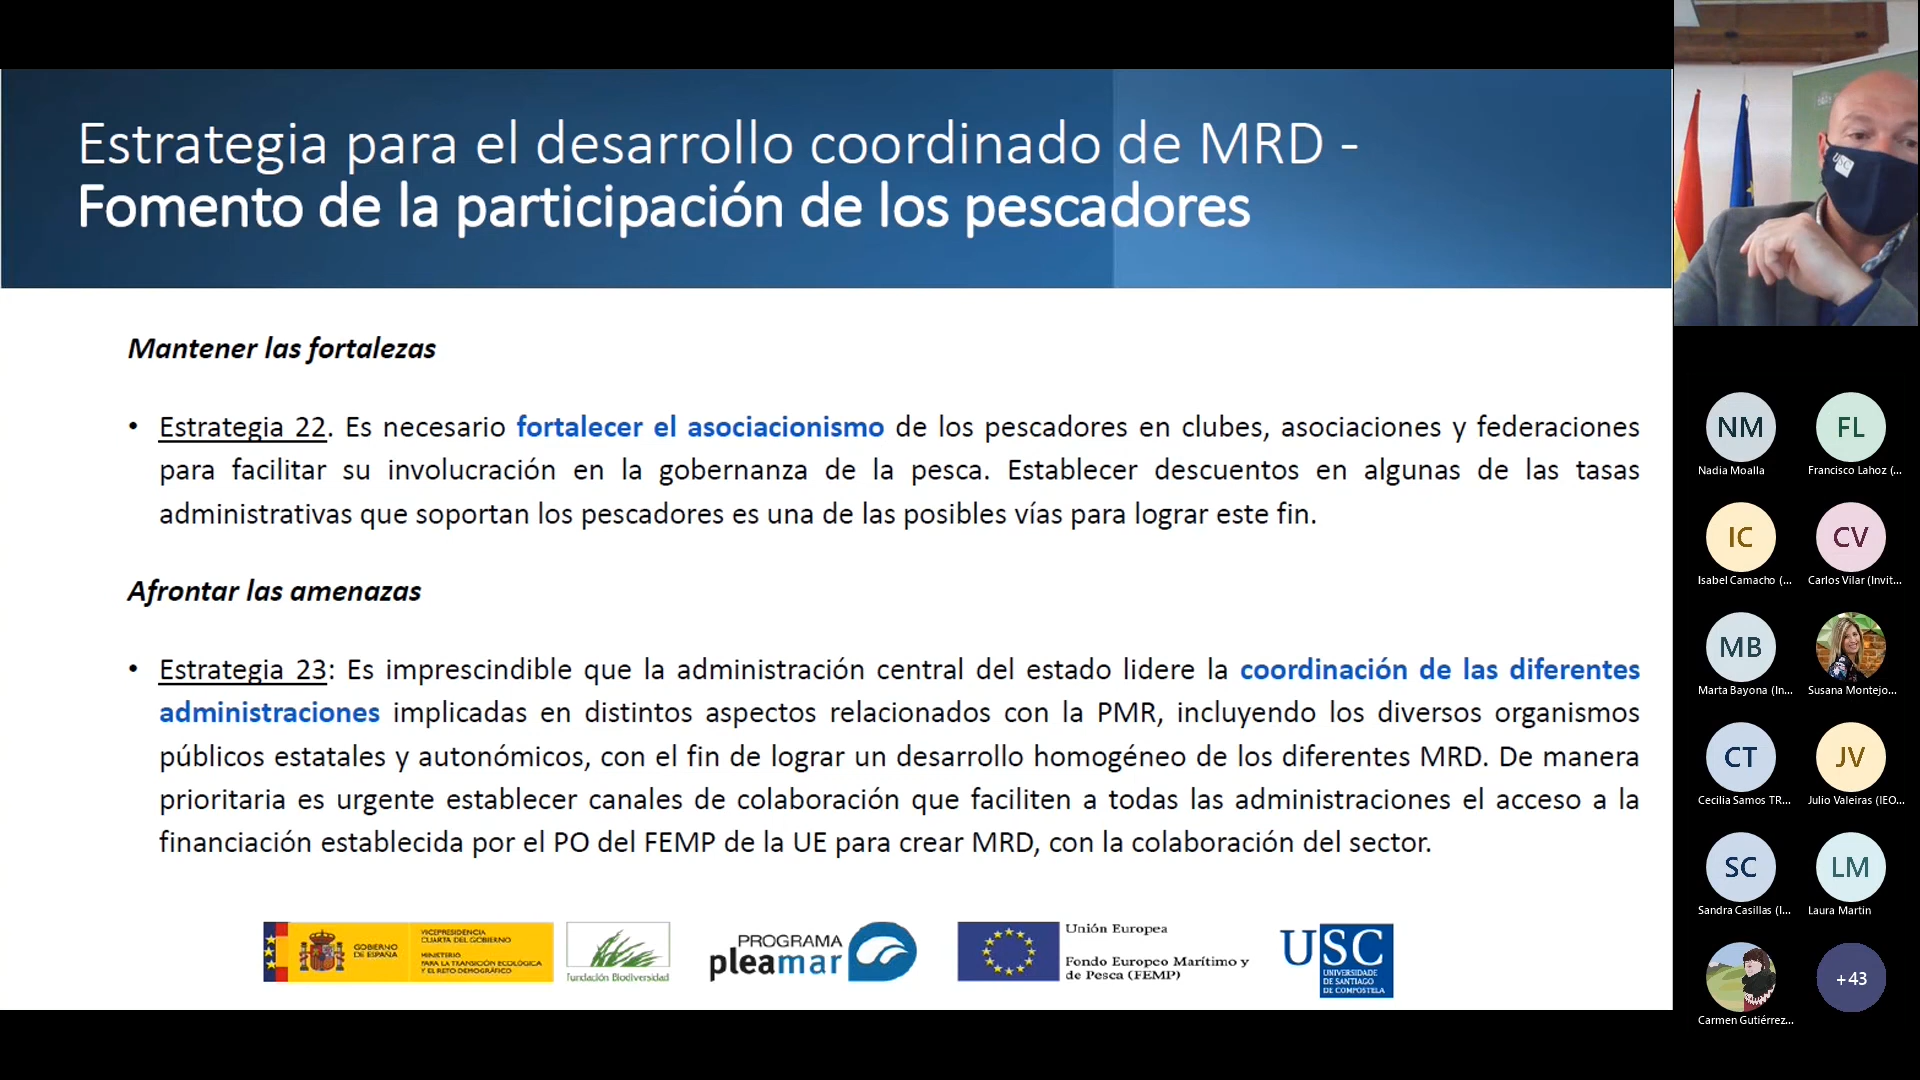 Estrategia para el desarrollo coordinado de MRD -
Fomento de la participación de los pescadores
Mantener las fortalezas
• Estrategia 22. Es necesario fortalecer el asociacionismo de los pescadores en clubes, asociaciones y federaciones
para facilitar su involucración en la gobernanza de la pesca. Establecer descuentos en algunas de las tasas
administrativas que soportan los pescadores es una de las posibles vías para lograr este fin.
Afrontar las amenazas
• Estrategia 23: Es imprescindible que la administración central del estado lidere la coordinación de las diferentes
administraciones implicadas en distintos aspectos relacionados con la PMR, incluyendo los diversos organismos
públicos estatales y autonómicos, con el fin de lograr un desarrollo homogéneo de los diferentes MRD. De manera
prioritaria es urgente establecer canales de colaboración que faciliten a todas las administraciones el acceso a la
financiación establecida por el PO del FEMP de la UE para crear MRD, con la colaboración del sector.
GOBIERNO
DE ESPAÑA
VICEPRESIDENCIA
CUARTA DEL GOBIERNO
MINISTERIO
PARA LA TRANSICIÓN ECOLÓGICA
Y EL RETO DEMOGRÁFICO
Fundación Biodiversidad
PROGRAMA
pleamar
Unión Europea
Fondo Europeo Marítimo y
de Pesca (FEMP)
USC
UNIVERSIDADE
DE SANTIAGO
DE COMPOSTELA
USC
NM
Nadia Moalla
FL
Francisco Lahoz (...
IC
Isabel Camacho (...
CV
Carlos Vilar (Invit...
MB
Marta Bayona (In...
Susana Montejo...
CT
Cecilia Samos TR...
JV
Julio Valeiras (IEO...
SC
Sandra Casillas (I...
LM
Laura Martin
Carmen Gutiérrez...
+43